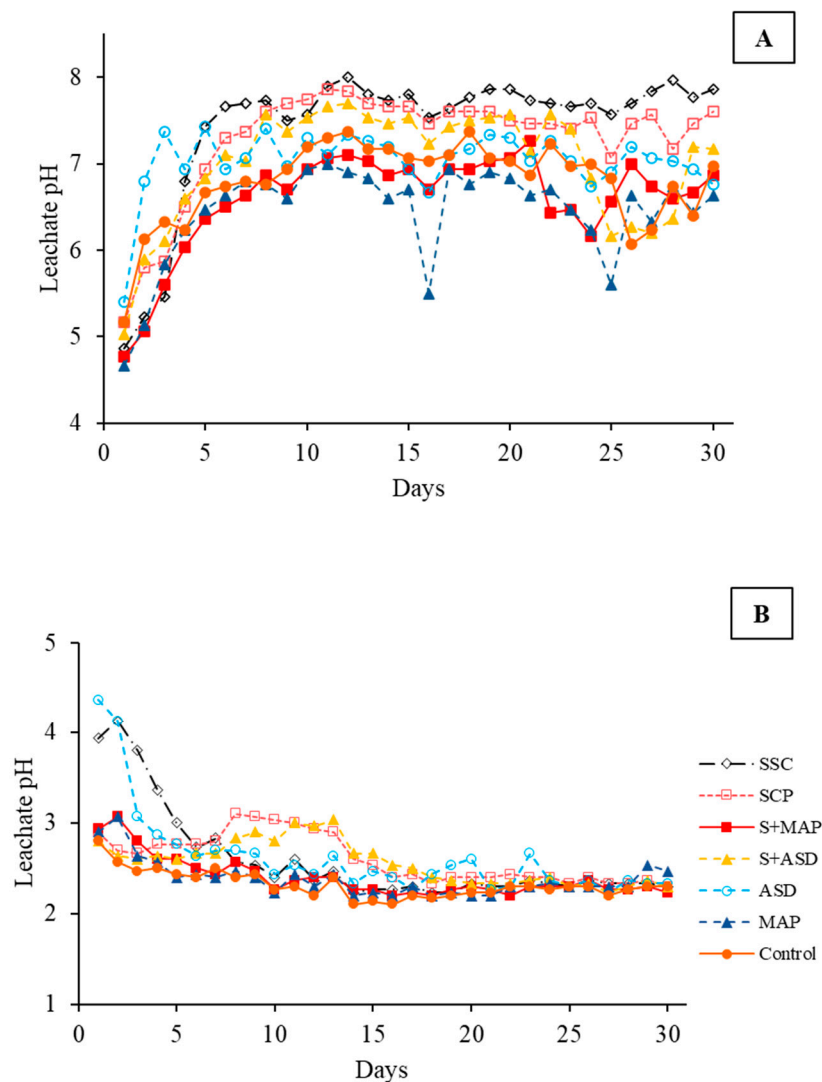 A
8
7
6
5
4
Leachate pH
0 5 10 15 20 25 30
Days
B
5
4
3
2
1
Leachate pH
0 5 10 15 20 25 30
Days
SSC
SCP
S+MAP
S+ASD
ASD
MAP
Control